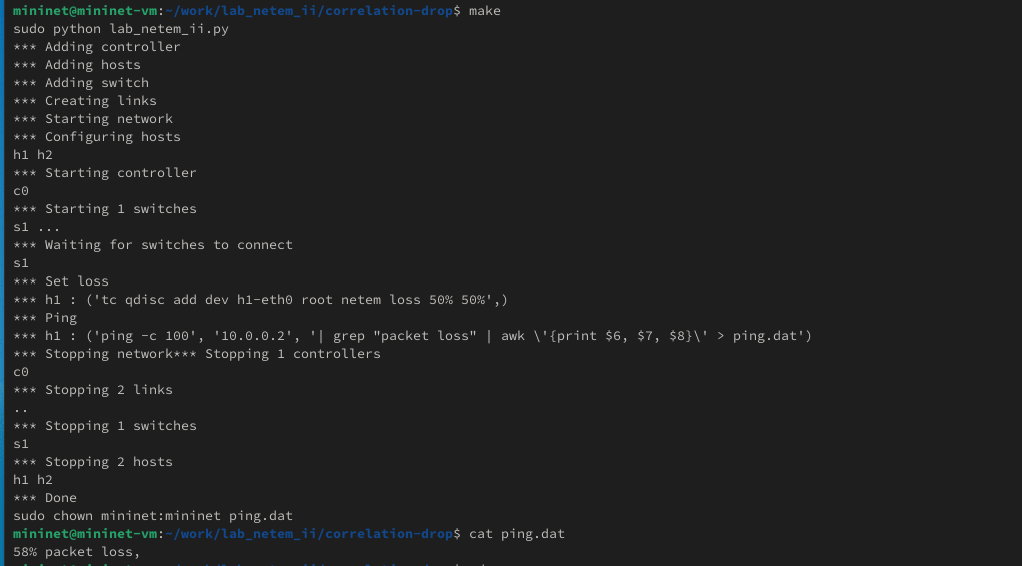 mininet@mininet-vm:~/work/lab_netem_ii/correlation-drop$ make
sudo python lab_netem_ii.py
*** Adding controller
*** Adding hosts
*** Adding switch
*** Creating links
*** Starting network
*** Configuring hosts
h1 h2
*** Starting controller
c0
*** Starting 1 switches
s1 ...
*** Waiting for switches to connect
s1
*** Set loss
*** h1 : ('tc qdisc add dev h1-eth0 root netem loss 50% 50%',)
*** Ping
*** h1 : ('ping -c 100', '10.0.0.2', '| grep "packet loss" | awk \'{print $6, $7, $8}\' > ping.dat')
*** Stopping network*** Stopping 1 controllers
c0
*** Stopping 2 links
..
*** Stopping 1 switches
s1
*** Stopping 2 hosts
h1 h2
*** Done
sudo chown mininet:mininet ping.dat
mininet@mininet-vm:~/work/lab_netem_ii/correlation-drop$ cat ping.dat
58% packet loss,